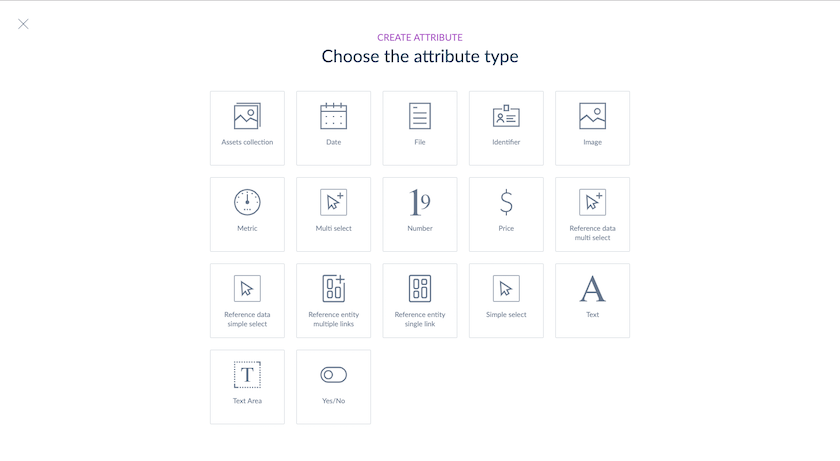 CREATE ATTRIBUTE
Choose the attribute type
Assets collection
Date
File
Identifier
Image
Metric
Multi select
19
Number
$
Price
Reference data
multi select
Reference data
simple select
Reference entity
multiple links
Reference entity
single link
Simple select
A
Text
T
Text Area
Yes/No